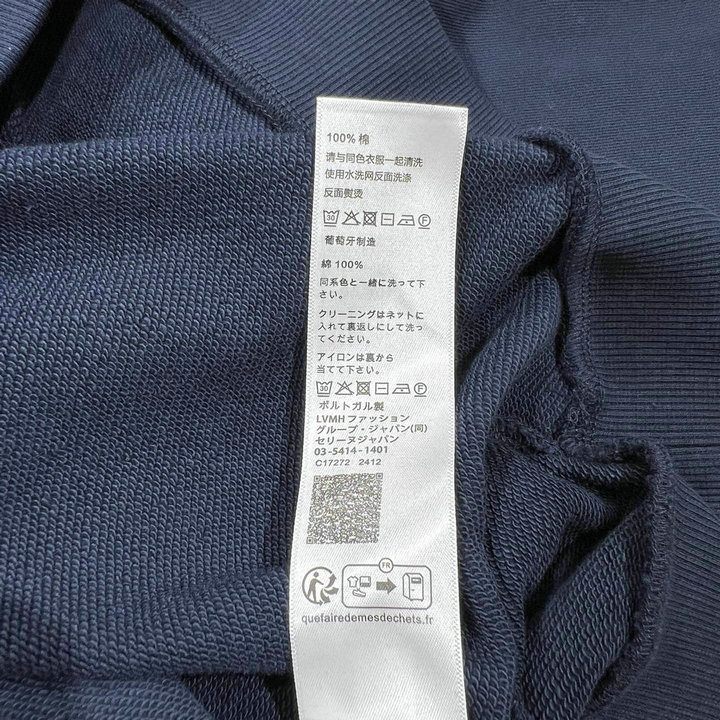 100% 棉
请与同色衣服一起清洗
使用水洗网反面洗涤
反面熨烫
30 F
葡萄牙制造
綿 100%
同系色と一緒に洗って下
さい。
クリーニングはネットに
入れて裏返しにして洗っ
てください。
アイロンは裏から
当てて下さい。
30 F
ポルトガル製
LVMH ファッション
グループ・ジャパン(同)
セリーヌジャパン
03-5414-1401
C17272 2412
FR
quefairedemesdechets.fr